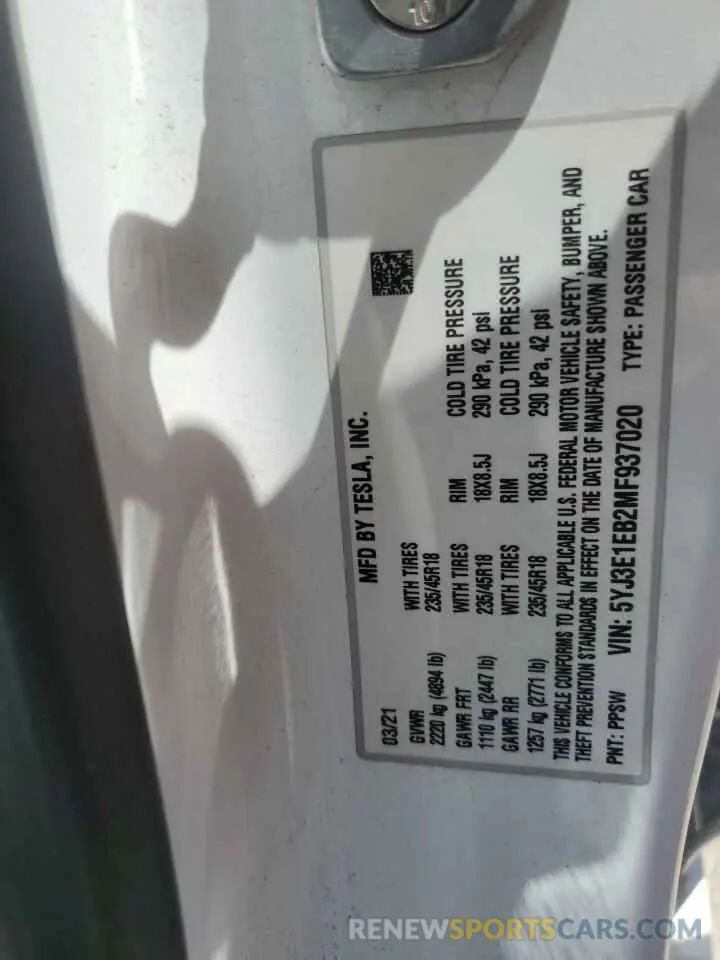 10
MFD BY TESLA, INC.
03/21
GVWR WITH TIRES
2220 kg (4894 lb) 235/45R18
GAWR FRT WITH TIRES RIM COLD TIRE PRESSURE
1110 kg (2447 lb) 235/45R18 18X8.5J 290 kPa, 42 psi
GAWR RR WITH TIRES RIM COLD TIRE PRESSURE
1257 kg (2771 lb) 235/45R18 18X8.5J 290 kPa, 42 psi
THIS VEHICLE CONFORMS TO ALL APPLICABLE U.S. FEDERAL MOTOR VEHICLE SAFETY, BUMPER, AND
THEFT PREVENTION STANDARDS IN EFFECT ON THE DATE OF MANUFACTURE SHOWN ABOVE.
PNT: PPSW VIN: 5YJ3E1EB2MF937020 TYPE: PASSENGER CAR
RENEWSPORTSCARS.COM